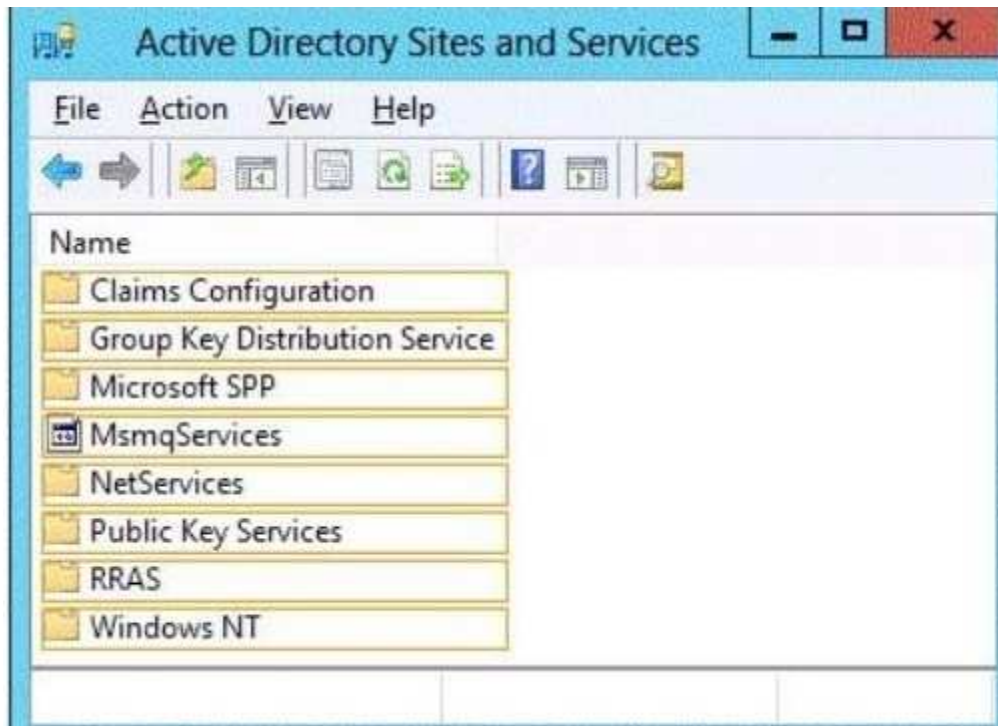 Active Directory Sites and Services
File Action View Help
Name
Claims Configuration
Group Key Distribution Service
Microsoft SPP
MsmqServices
NetServices
Public Key Services
RRAS
Windows NT